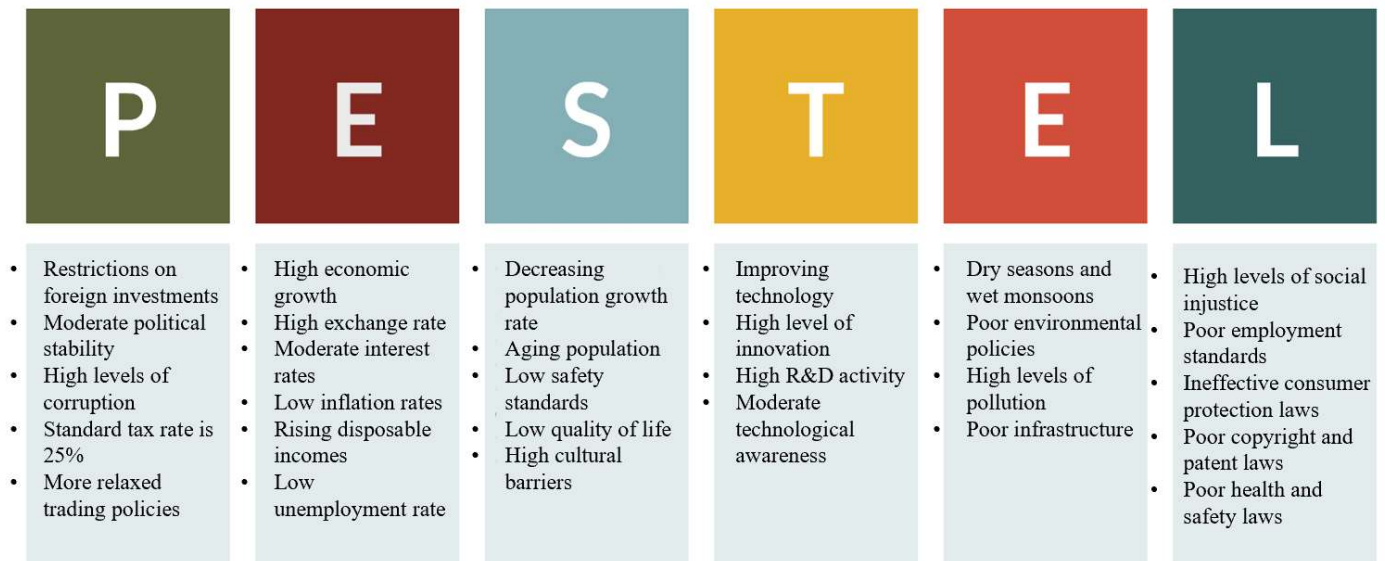 P
E
S
T
E
L
• Restrictions on
foreign investments
• Moderate political
stability
• High levels of
corruption
• Standard tax rate is
25%
• More relaxed
trading policies
• High economic
growth
• High exchange rate
• Moderate interest
rates
• Low inflation rates
• Rising disposable
incomes
• Low
unemployment rate
• Decreasing
population growth
rate
• Aging population
• Low safety
standards
• Low quality of life
• High cultural
barriers
• Improving
technology
• High level of
innovation
• High R&D activity
• Moderate
technological
awareness
• Dry seasons and
wet monsoons
• Poor environmental
policies
• High levels of
pollution
• Poor infrastructure
• High levels of social
injustice
• Poor employment
standards
• Ineffective consumer
protection laws
• Poor copyright and
patent laws
• Poor health and
safety laws